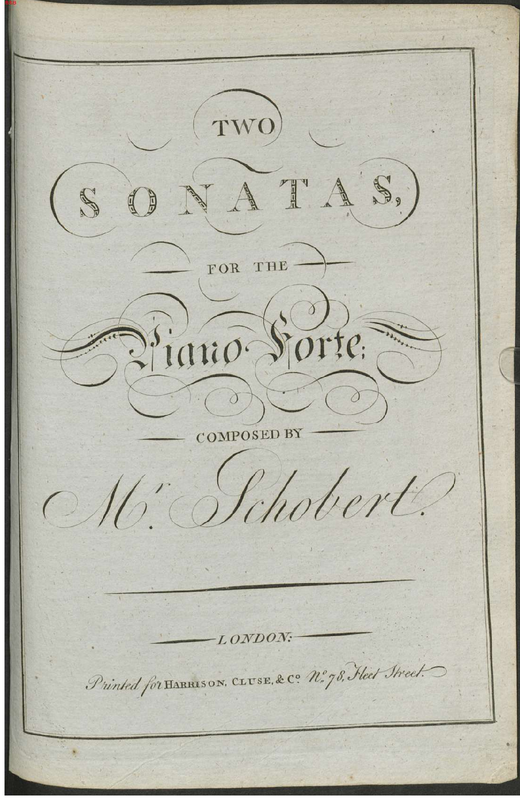 TWO
SONATAS,
FOR THE
Piano Forte;
COMPOSED BY
Mr. Schobert.
LONDON:
Printed for HARRISON, CLUSE, & Co. No. 78, Fleet Street.